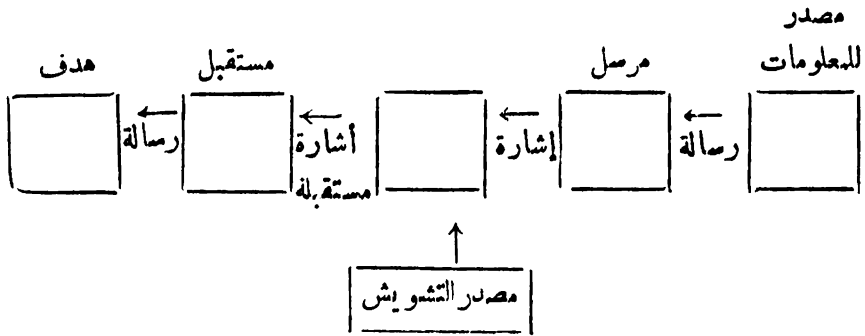 مصدر
للمعلومات
مرسل
مستقبل
هدف
رسالة
إشارة
أشارة
مستقبلة
رسالة
مصدر التشويش